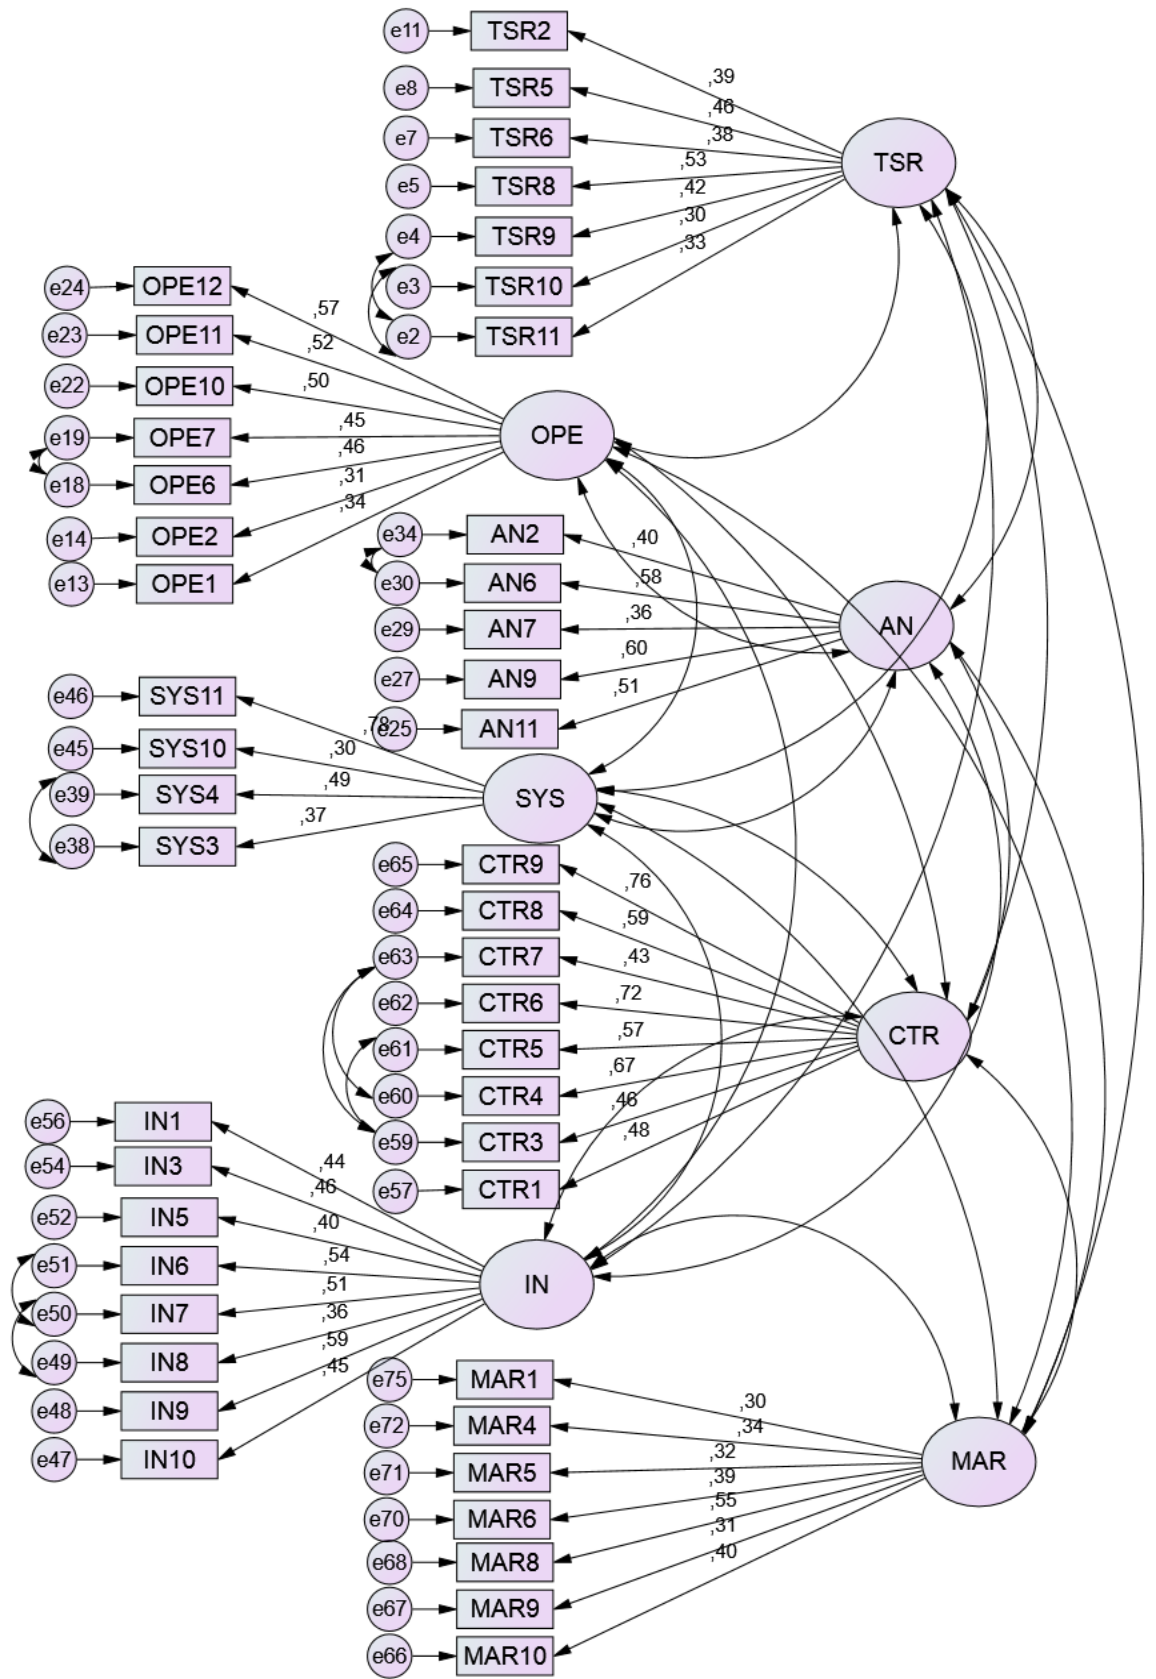 e11 TSR2
,39
e8 TSR5
,46
e7 TSR6
,38
TSR
,53
e5 TSR8
,42
e4 TSR9
,30
,33
e3 TSR10
e2 TSR11
e24 OPE12
,57
e23 OPE11
,52
e22 OPE10
,50
OPE
e19 OPE7
,45
,46
e18 OPE6
,31
,34
e14 OPE2
e13 OPE1
e34 AN2
,40
e30 AN6
,58
e29 AN7
,36
AN
,60
e27 AN9
,51
e25 AN11
e46 SYS11
,78
e45 SYS10
,30
e39 SYS4
,49
SYS
e38 SYS3
,37
e65 CTR9
,76
e64 CTR8
,59
e63 CTR7
,43
e62 CTR6
,72
e61 CTR5
,57
CTR
,67
e60 CTR4
,46
e59 CTR3
,48
e57 CTR1
e56 IN1
,44
e54 IN3
,46
e52 IN5
,40
e51 IN6
,54
IN
,51
e50 IN7
,36
,59
e49 IN8
,45
e48 IN9
e47 IN10
e75 MAR1
,30
e72 MAR4
,34
,32
MAR
e71 MAR5
,39
,55
e70 MAR6
,31
,40
e68 MAR8
e67 MAR9
e66 MAR10